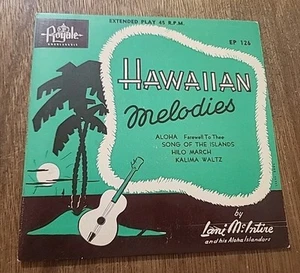 EXTENDED PLAY 45 R.P.M.
Royale
EP 126
HAWAIIAN
melodies
ALOHA Farewell To Thee
SONG OF THE ISLANDS
HILO MARCH
KALIMA WALTZ
by
Lani McIntire
and his Aloha Islanders